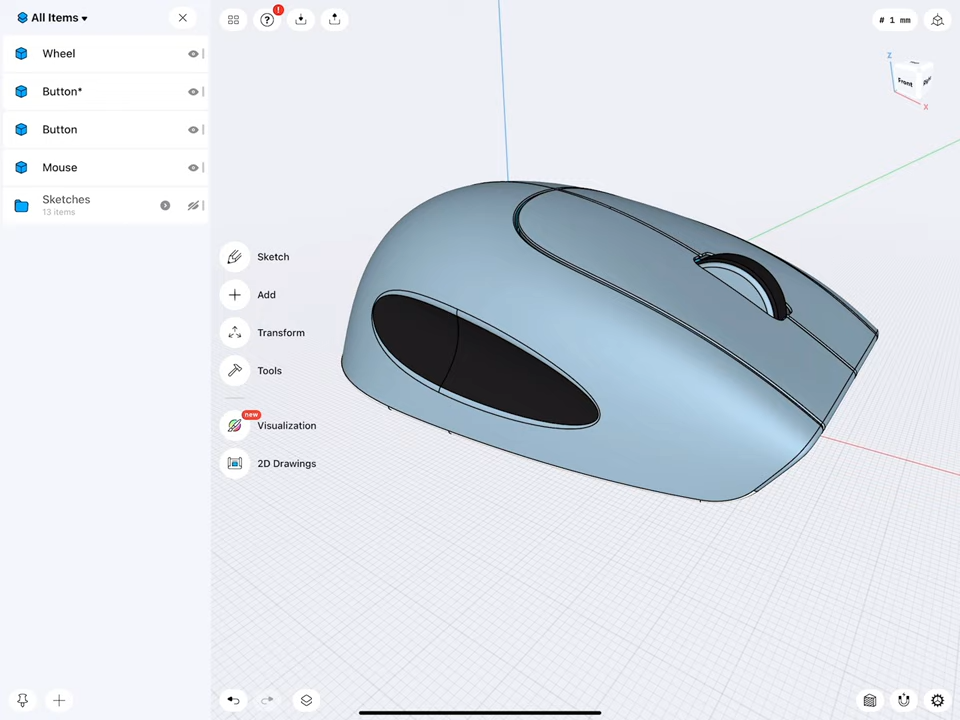 All Items ▾
Wheel
Button*
Button
Mouse
Sketches
13 items
?
!
# 1 mm
Z
Front
X
Sketch
Add
Transform
Tools
new
Visualization
2D Drawings